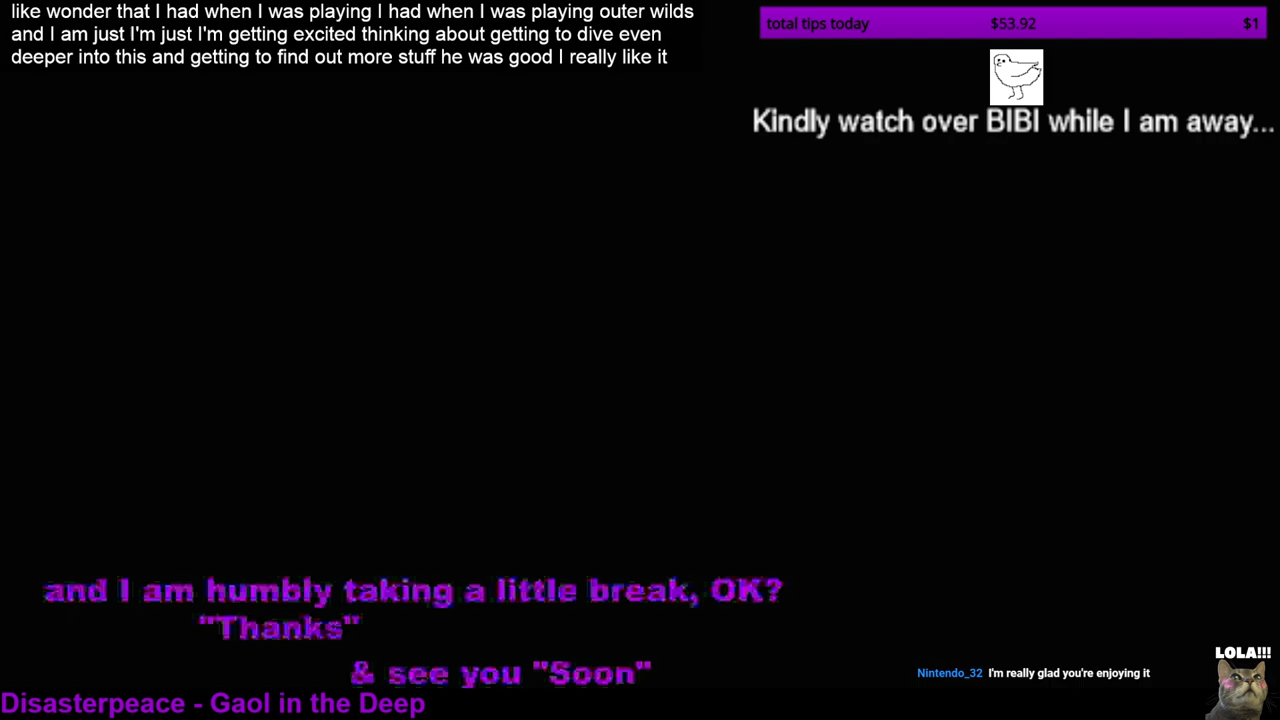 like wonder that I had when I was playing I had when I was playing outer wilds
and I am just I'm just I'm getting excited thinking about getting to dive even
deeper into this and getting to find out more stuff he was good I really like it
total tips today $53.92 $1
Kindly watch over BIBI while I am away...
and I am humbly taking a little break, OK?
"Thanks"
& see you "Soon"
LOLA!!!
Nintendo_32 I'm really glad you're enjoying it
Disasterpeace - Gaol in the Deep